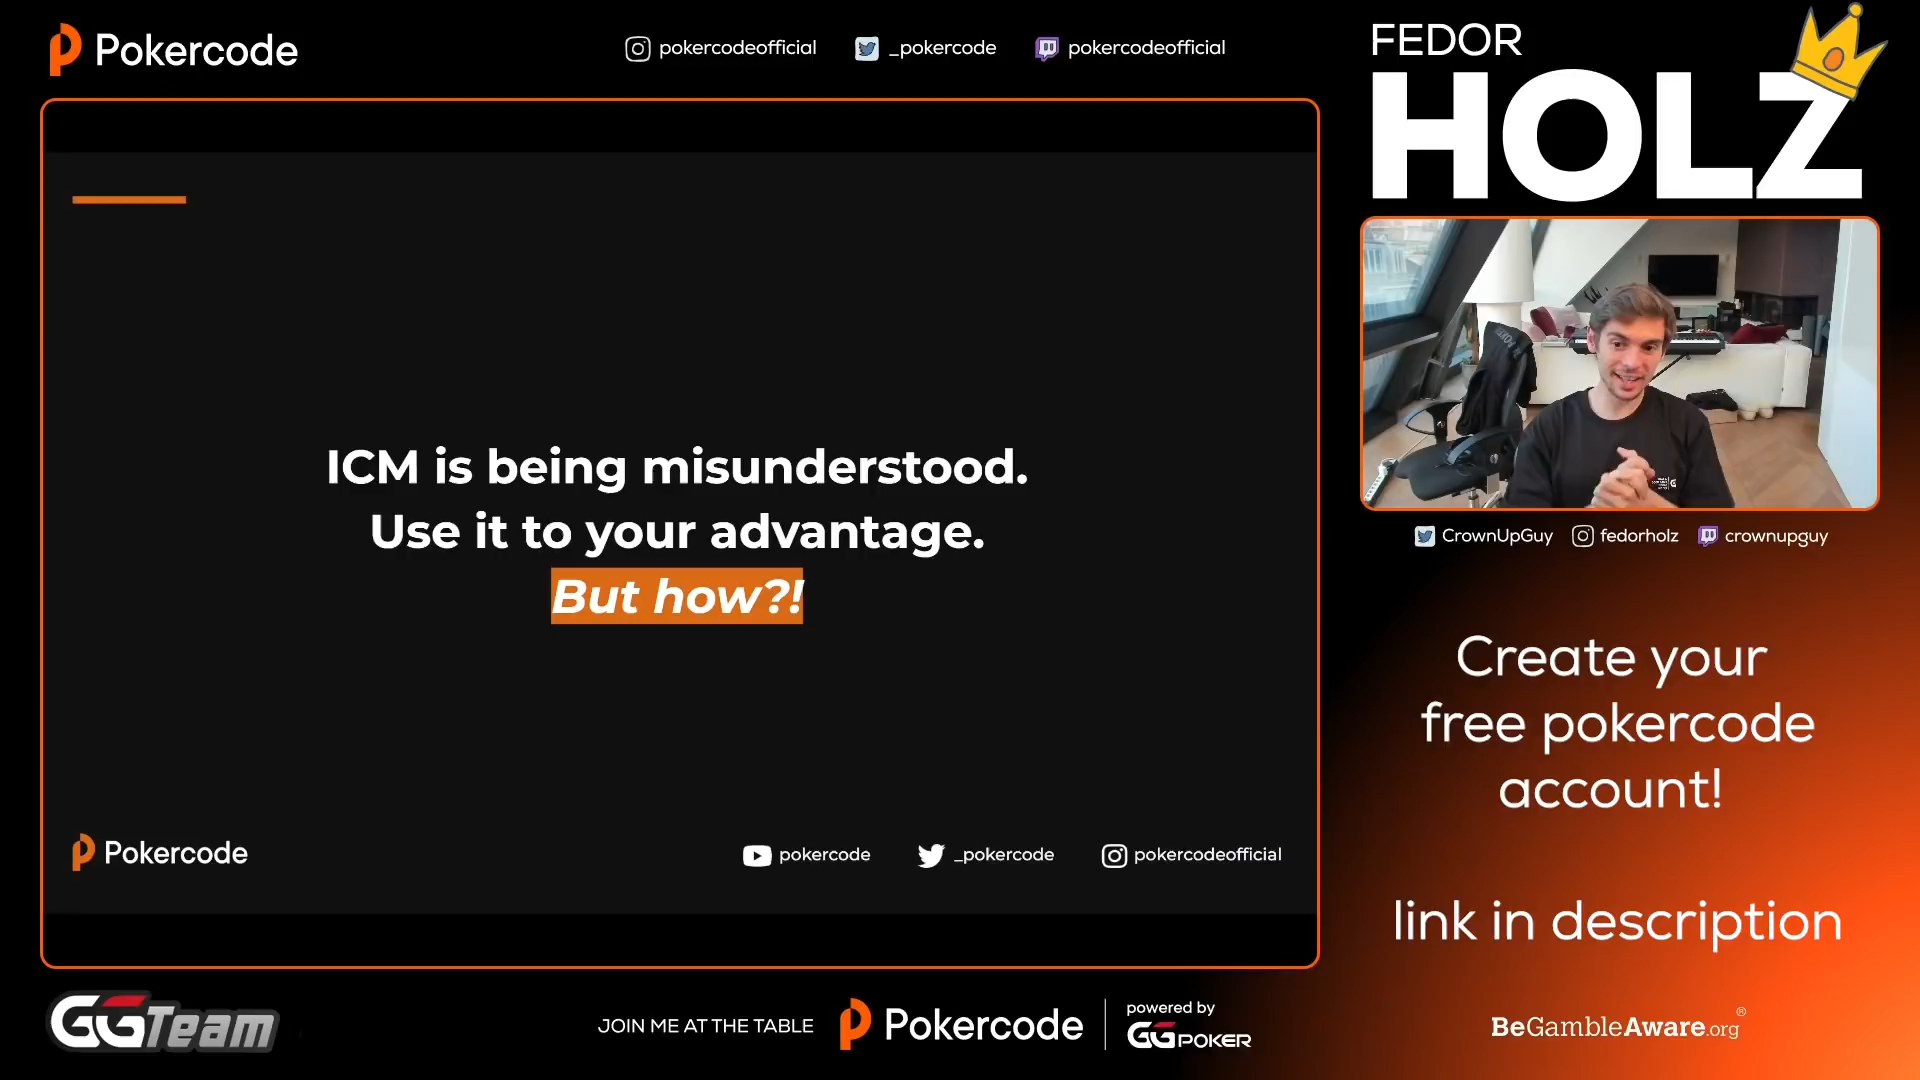 Pokercode
pokercodeofficial
_pokercode
pokercodeofficial
FEDOR
HOLZ
ICM is being misunderstood.
Use it to your advantage.
But how?!
Pokercode
pokercode
_pokercode
pokercodeofficial
CrownUpGuy
fedorholz
crownupguy
Create your
free pokercode
account!
link in description
GGTeam
JOIN ME AT THE TABLE
Pokercode
powered by
GGPOKER
BeGambleAware.org®